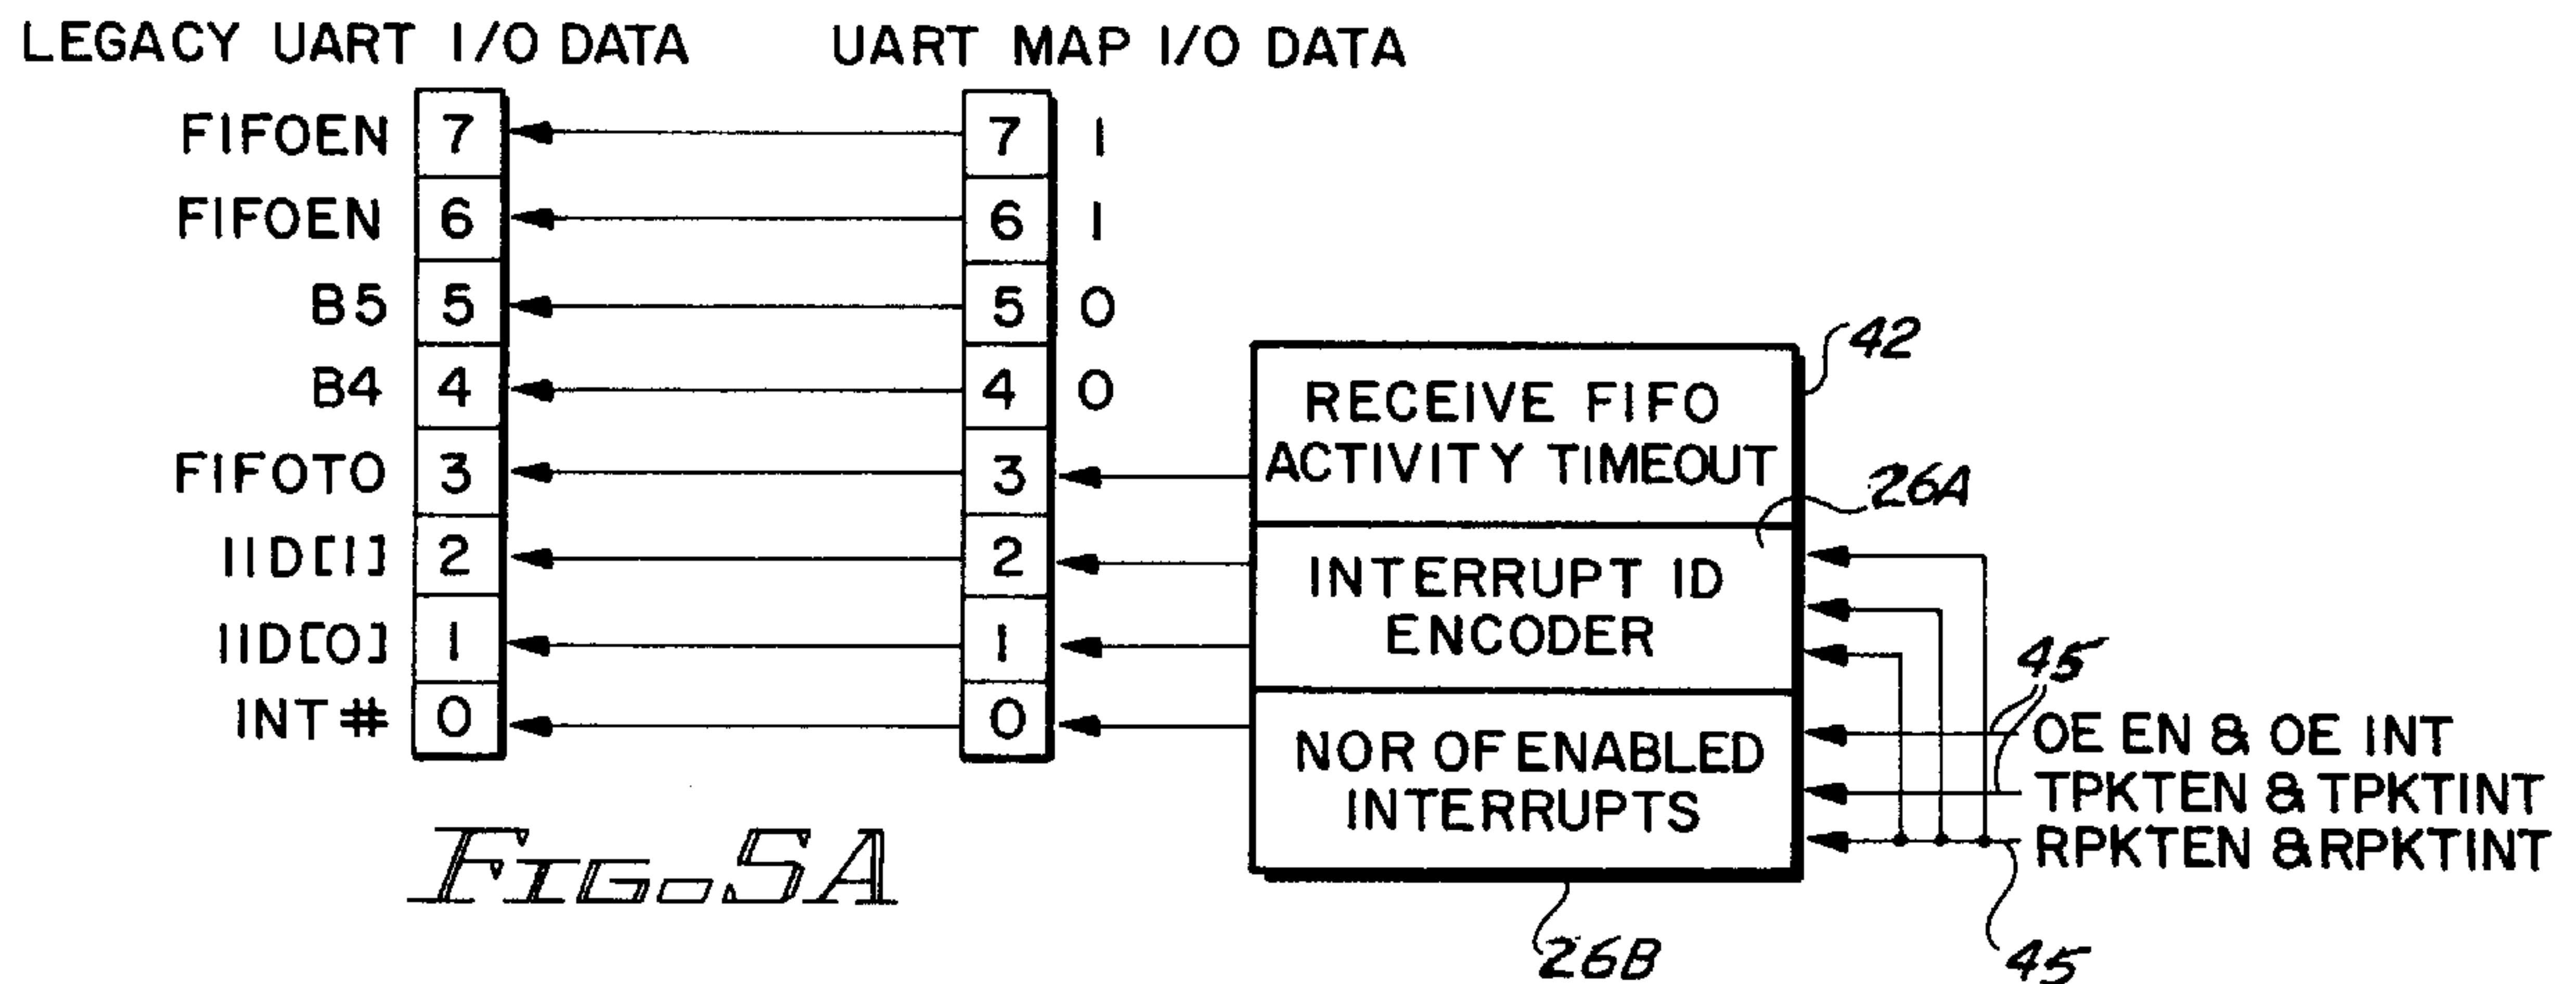 LEGACY UART I/O DATA UART MAP I/O DATA
FIFOEN 7 7 1
FIFOEN 6 6 1
B5 5 5 0
B4 4 4 0
FIFOTO 3 3
IID[1] 2 2
IID[0] 1 1
INT# 0 0
RECEIVE FIFO
ACTIVITY TIMEOUT
42
26A
INTERRUPT ID
ENCODER
NOR OF ENABLED
INTERRUPTS
26B
45
OE EN & OE INT
TPKTEN & TPKTINT
RPKTEN & RPKTINT
45
FIG. 5A